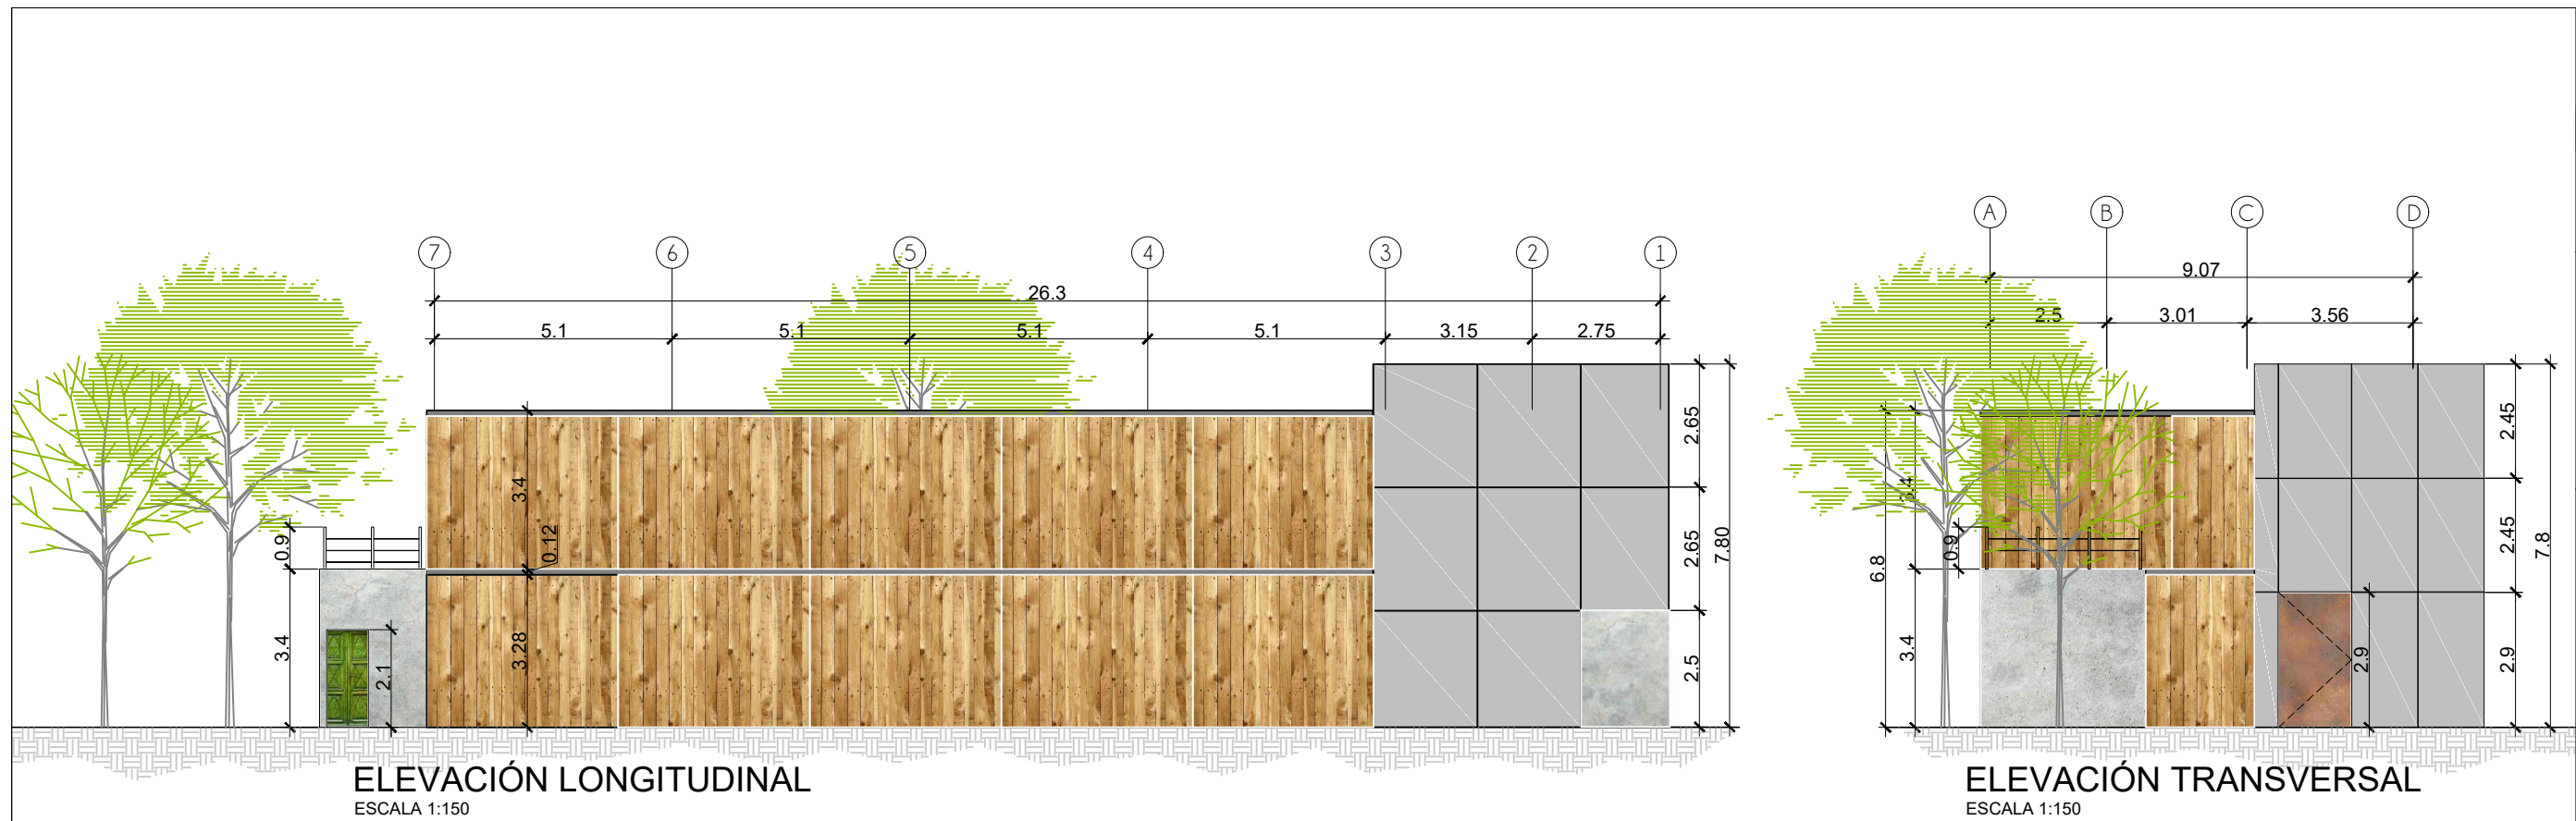 7 6 5 4 3 2 1
26.3
5.1 5.1 5.1 5.1 3.15 2.75
2.65
3.4
0.12
0.9
2.65
7.80
3.4
2.1
3.28
2.5
ELEVACIÓN LONGITUDINAL
ESCALA 1:150
A B C D
9.07
2.5 3.01 3.56
2.45
3.4
0.9
2.45
7.8
6.8
3.4
2.9
2.9
ELEVACIÓN TRANSVERSAL
ESCALA 1:150